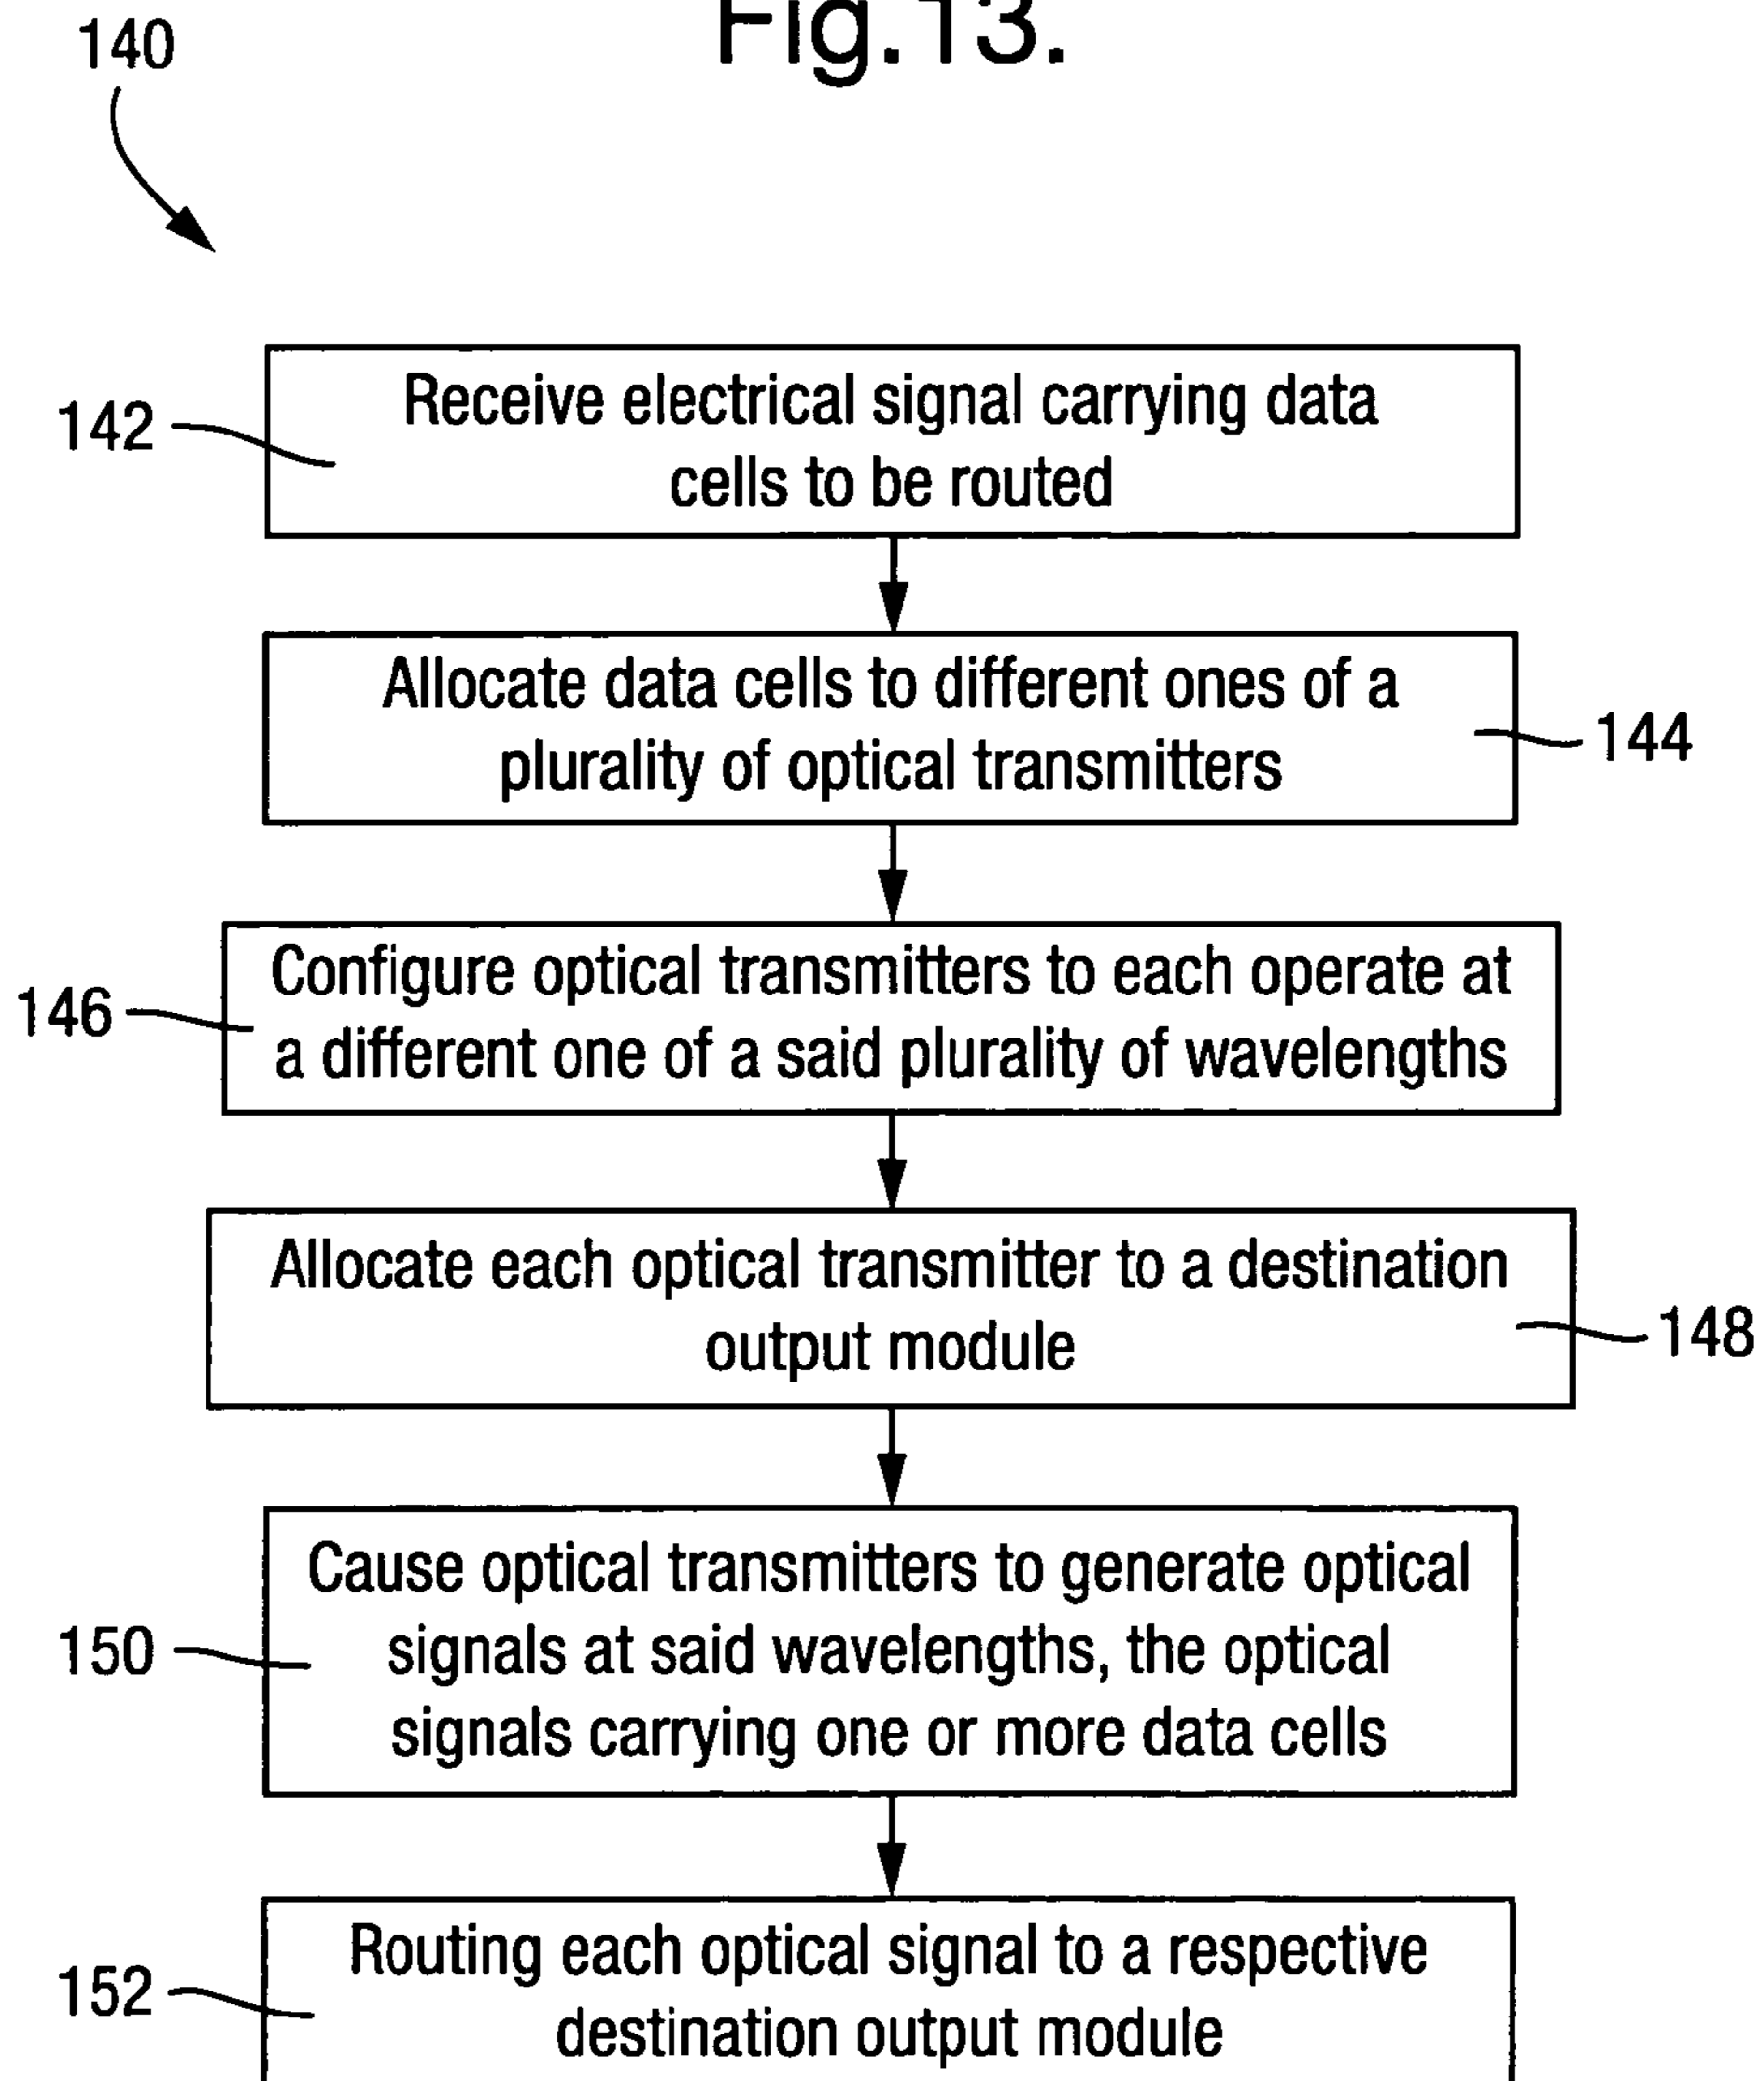 Fig.13.
140
142
Receive electrical signal carrying data
cells to be routed
Allocate data cells to different ones of a
plurality of optical transmitters
144
146
Configure optical transmitters to each operate at
a different one of a said plurality of wavelengths
Allocate each optical transmitter to a destination
output module
148
150
Cause optical transmitters to generate optical
signals at said wavelengths, the optical
signals carrying one or more data cells
152
Routing each optical signal to a respective
destination output module